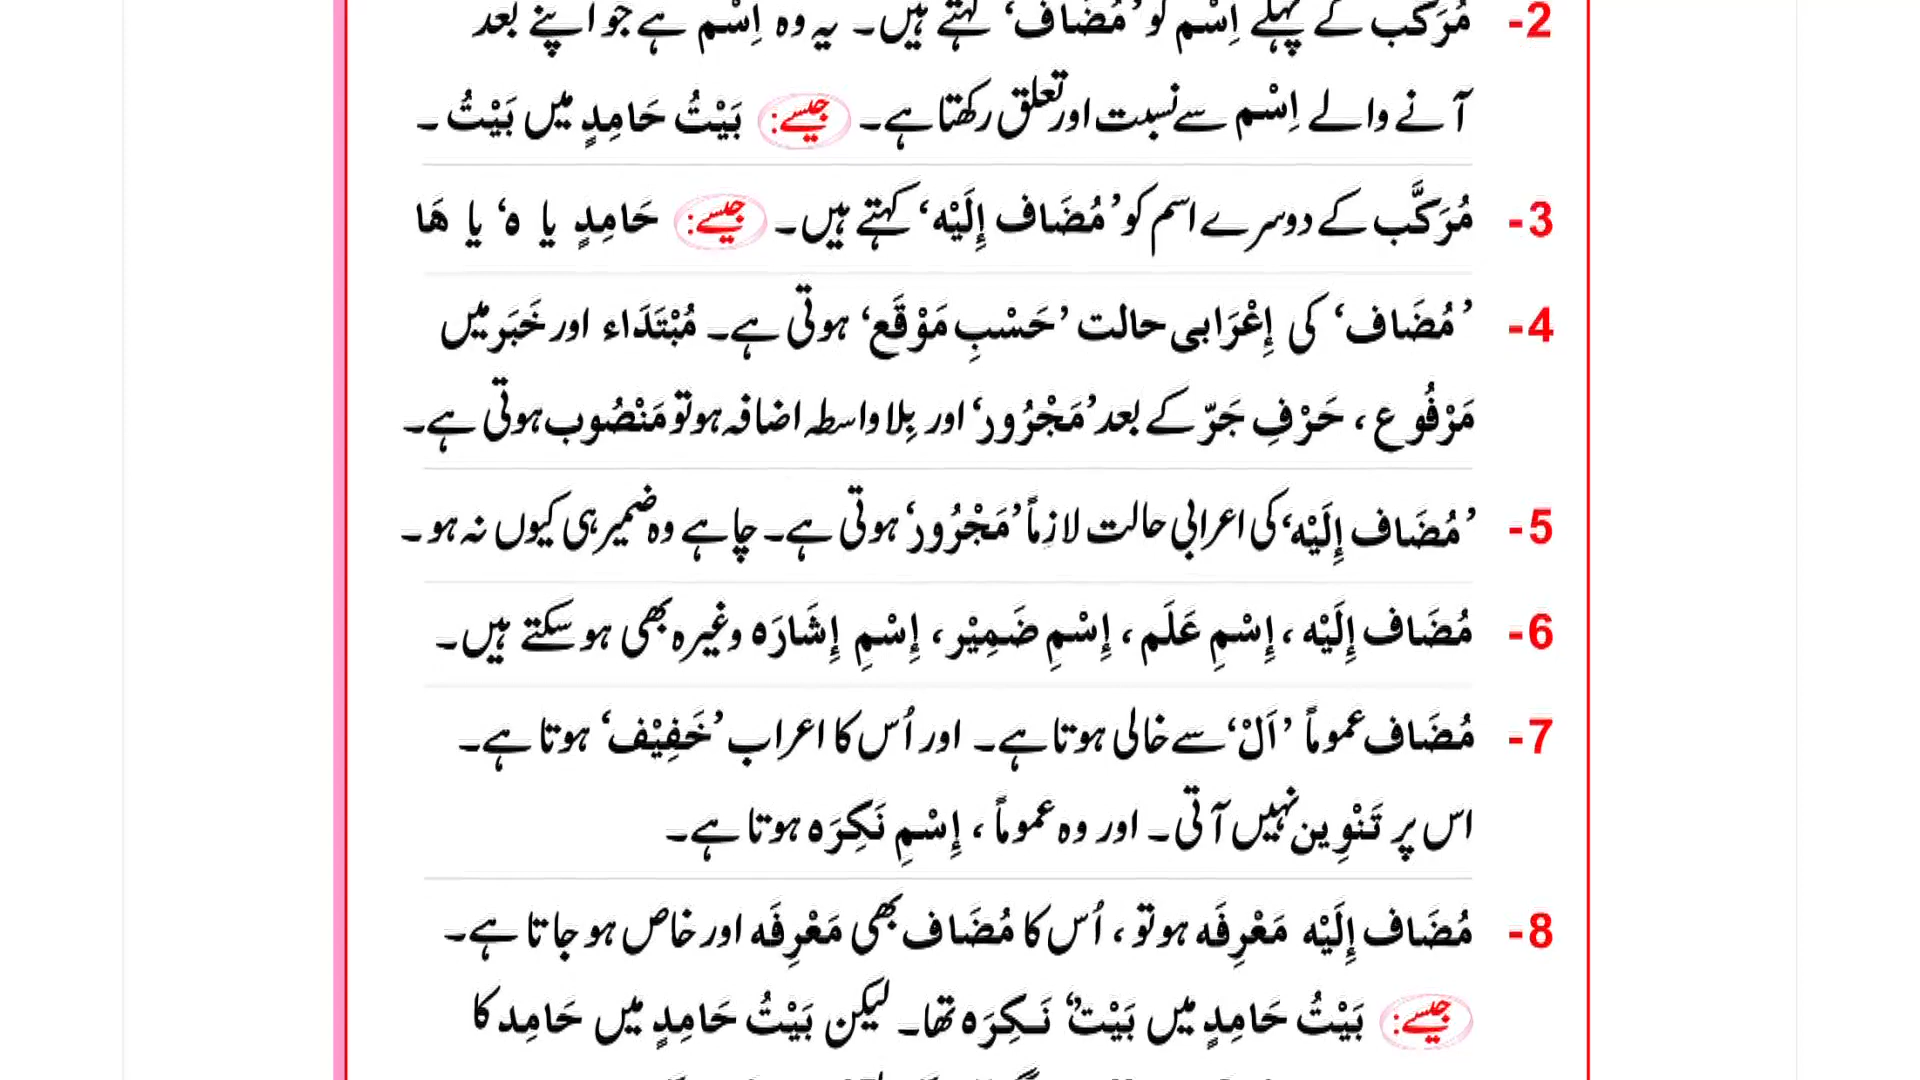 2- مُرَکَّب کے پہلے اِسْم کو ’مُضَاف‘ کہتے ہیں۔ یہ وہ اِسْم ہے جو اپنے بعد
آنے والے اِسْم سے نسبت اور تعلق رکھتا ہے۔ جیسے: بَیْتُ حَامِدٍ میں بَیْتُ۔
3- مُرَکَّب کے دوسرے اسم کو ’مُضَاف إِلَیْه‘ کہتے ہیں۔ جیسے: حَامِدٍ یا ہ‘ یا هَا
4- ’مُضَاف‘ کی إِعْرَابی حالت ’حَسْبِ مَوْقَع‘ ہوتی ہے۔ مُبْتَدَاء اور خَبَر میں
مَرْفُوع ، حَرْفِ جَرّ کے بعد ’مَجْرُور‘ اور بِلا واسطہ اضافہ ہو تو مَنْصُوب ہوتی ہے۔
5- ’مُضَاف إِلَیْه‘ کی اعرابی حالت لازماً ’مَجْرُور‘ ہوتی ہے۔ چاہے وہ ضمیر ہی کیوں نہ ہو۔
6- مُضَاف إِلَیْه ، إِسْمِ عَلَم ، إِسْمِ ضَمِیْر ، إِسْمِ إِشَارَہ وغیرہ بھی ہو سکتے ہیں۔
7- مُضَاف عموماً ’اَلْ‘ سے خالی ہوتا ہے۔ اور اُس کا اعراب ’خَفِیْف‘ ہوتا ہے۔
اس پر تَنْوِین نہیں آتی۔ اور وہ عموماً ، إِسْمِ نَکِرَہ ہوتا ہے۔
8- مُضَاف إِلَیْه مَعْرِفَه ہو تو ، اُس کا مُضَاف بھی مَعْرِفَه اور خاص ہو جاتا ہے۔
جیسے: بَیْتُ حَامِدٍ میں بَیْتٌ نَکِرَہ تھا۔ لیکن بَیْتُ حَامِدٍ میں حَامِد کا